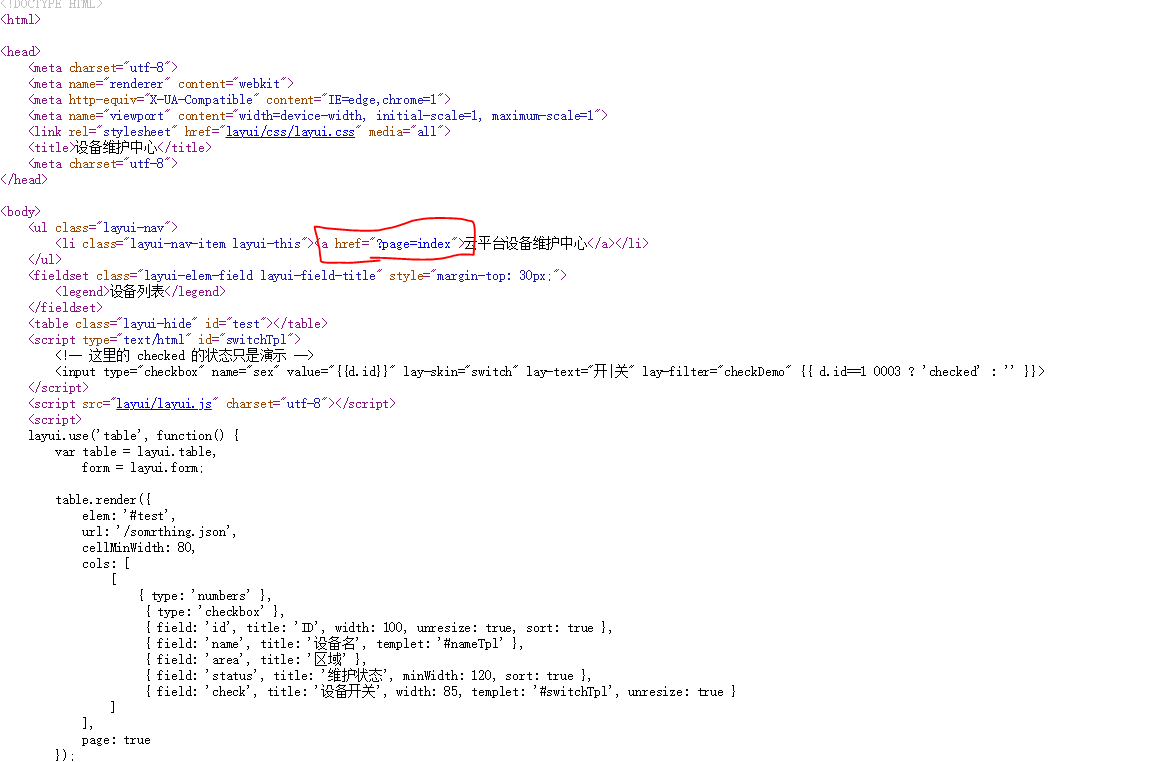 <!DOCTYPE HTML>
<html>
<head>
<meta charset="utf-8">
<meta name="renderer" content="webkit">
<meta http-equiv="X-UA-Compatible" content="IE=edge,chrome=1">
<meta name="viewport" content="width=device-width, initial-scale=1, maximum-scale=1">
<link rel="stylesheet" href="layui/css/layui.css" media="all">
<title>设备维护中心</title>
<meta charset="utf-8">
</head>
<body>
<ul class="layui-nav">
<li class="layui-nav-item layui-this"><a href="?page=index">云平台设备维护中心</a></li>
</ul>
<fieldset class="layui-elem-field layui-field-title" style="margin-top: 30px;">
<legend>设备列表</legend>
</fieldset>
<table class="layui-hide" id="test"></table>
<script type="text/html" id="switchTpl">
<!-- 这里的 checked 的状态只是演示 -->
<input type="checkbox" name="sex" value="{{d.id}}" lay-skin="switch" lay-text="开|关" lay-filter="checkDemo" {{ d.id==1 0003 ? 'checked' : '' }}>
</script>
<script src="layui/layui.js" charset="utf-8"></script>
<script>
layui.use('table', function() {
var table = layui.table,
form = layui.form;
table.render({
elem: '#test',
url: '/somrthing.json',
cellMinWidth: 80,
cols: [
[
{ type: 'numbers' },
{ type: 'checkbox' },
{ field: 'id', title: 'ID', width: 100, unresize: true, sort: true },
{ field: 'name', title: '设备名', templet: '#nameTpl' },
{ field: 'area', title: '区域' },
{ field: 'status', title: '维护状态', minWidth: 120, sort: true },
{ field: 'check', title: '设备开关', width: 85, templet: '#switchTpl', unresize: true }
]
],
page: true
});